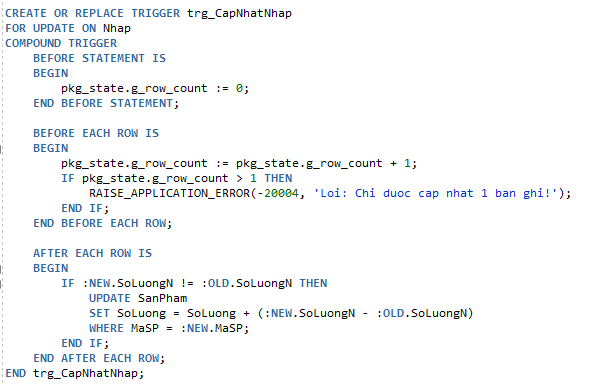 CREATE OR REPLACE TRIGGER trg_CapNhatNhap
FOR UPDATE ON Nhap
COMPOUND TRIGGER
    BEFORE STATEMENT IS
    BEGIN
        pkg_state.g_row_count := 0;
    END BEFORE STATEMENT;

    BEFORE EACH ROW IS
    BEGIN
        pkg_state.g_row_count := pkg_state.g_row_count + 1;
        IF pkg_state.g_row_count > 1 THEN
            RAISE_APPLICATION_ERROR(-20004, 'Loi: Chi duoc cap nhat 1 ban ghi!');
        END IF;
    END BEFORE EACH ROW;

    AFTER EACH ROW IS
    BEGIN
        IF :NEW.SoLuongN != :OLD.SoLuongN THEN
            UPDATE SanPham
            SET SoLuong = SoLuong + (:NEW.SoLuongN - :OLD.SoLuongN)
            WHERE MaSP = :NEW.MaSP;
        END IF;
    END AFTER EACH ROW;
END trg_CapNhatNhap;